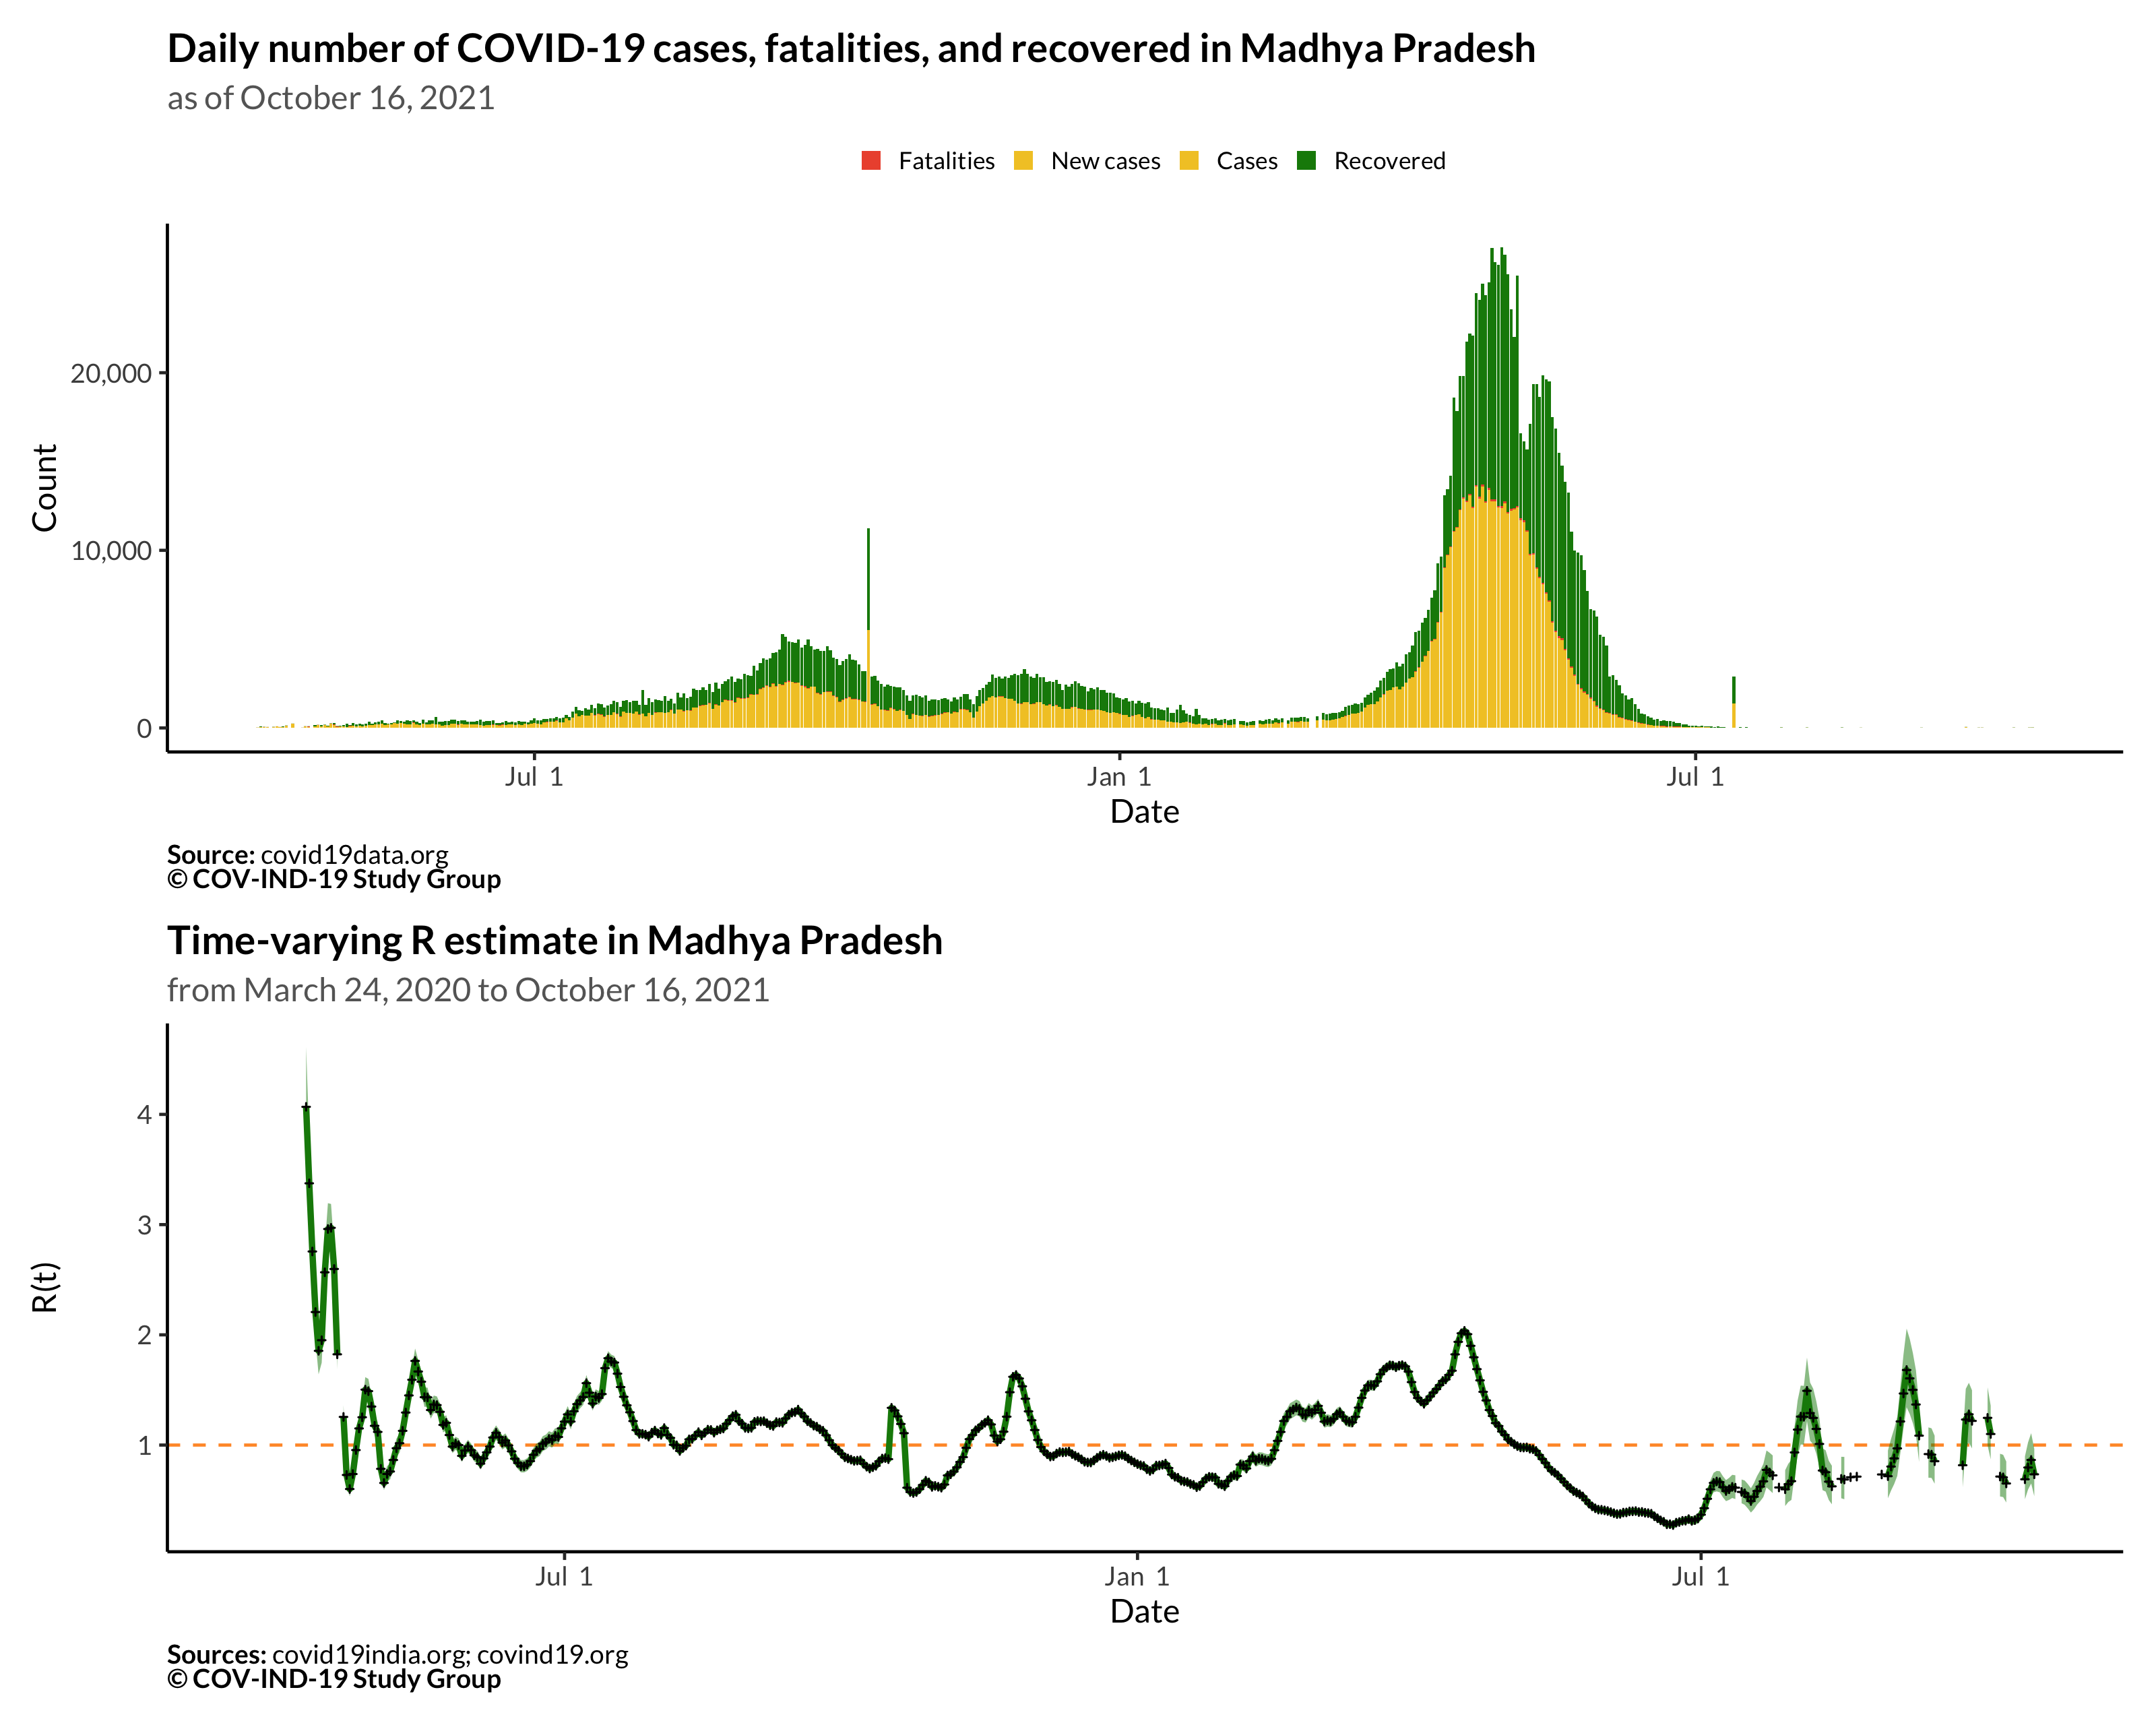 Daily number of COVID-19 cases, fatalities, and recovered in Madhya Pradesh
as of October 16, 2021
Fatalities New cases Cases Recovered
Count
20,000
10,000
0
Jul 1 Jan 1 Jul 1
Date
Source: covid19data.org
© COV-IND-19 Study Group
Time-varying R estimate in Madhya Pradesh
from March 24, 2020 to October 16, 2021
R(t)
4
3
2
1
Jul 1 Jan 1 Jul 1
Date
Sources: covid19india.org; covind19.org
© COV-IND-19 Study Group